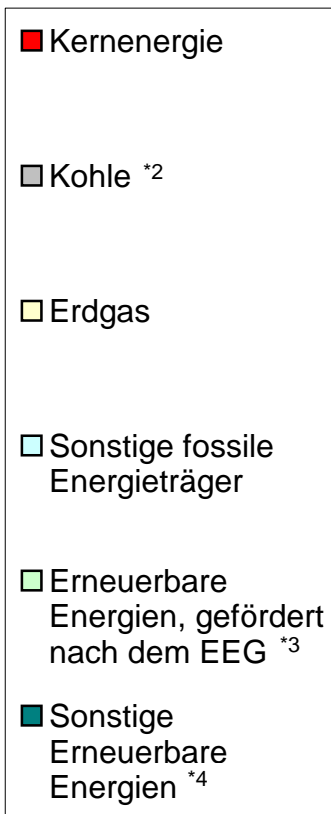 Kernenergie
Kohle *2
Erdgas
Sonstige fossile
Energieträger
Erneuerbare
Energien, gefördert
nach dem EEG *3
Sonstige
Erneuerbare
Energien *4